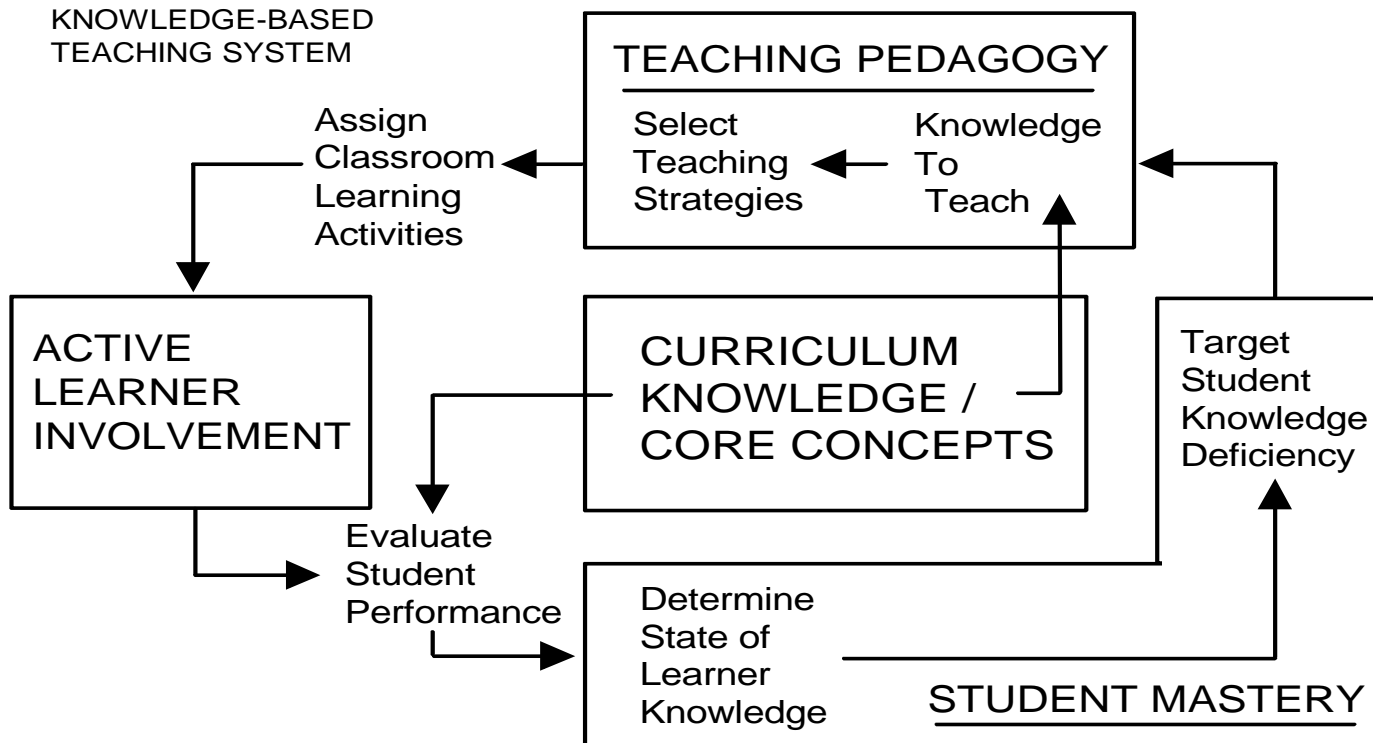 KNOWLEDGE-BASED
TEACHING SYSTEM
TEACHING PEDAGOGY
Select
Teaching
Strategies
Knowledge
To
Teach
Assign
Classroom
Learning
Activities
ACTIVE
LEARNER
INVOLVEMENT
CURRICULUM
KNOWLEDGE /
CORE CONCEPTS
Target
Student
Knowledge
Deficiency
Evaluate
Student
Performance
Determine
State of
Learner
Knowledge
STUDENT MASTERY